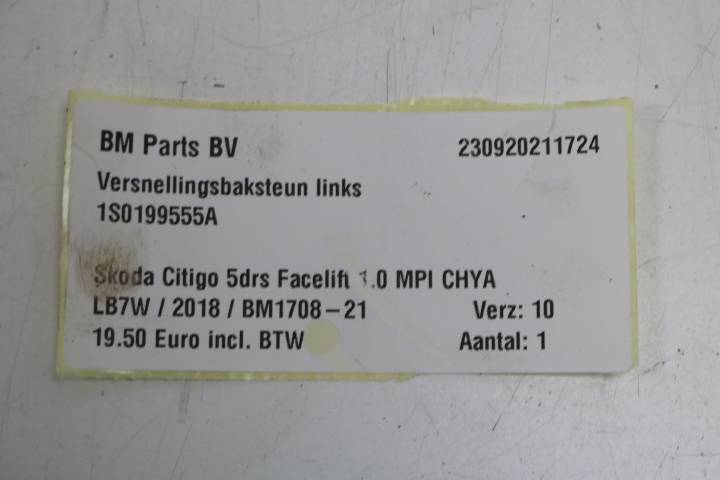 BM Parts BV 230920211724
Versnellingsbaksteun links
1S0199555A
Skoda Citigo 5drs Facelift 1.0 MPI CHYA
LB7W / 2018 / BM1708-21 Verz: 10
19.50 Euro incl. BTW Aantal: 1